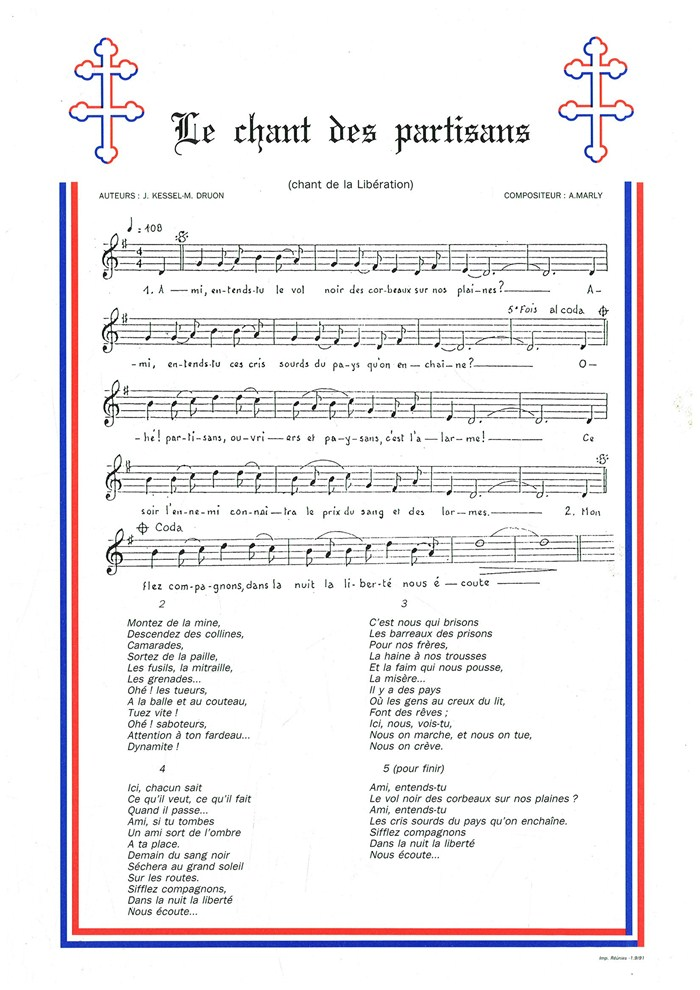 Le chant des partisans
(chant de la Libération)
AUTEURS : J. KESSEL-M. DRUON
COMPOSITEUR : A.MARLY
♩ = 108
1. A — mi, en-tends-tu le vol noir des cor-beaux sur nos plai-nes? — A-
5e Fois al coda
-mi, en-tends-tu ces cris sourds du pa-ys qu'on en — chaî-ne? — O-
-hé! par-ti-sans, ou-vri — ers et pa-y-sans, c'est l'a — lar-me! — Ce
soir l'en-ne-mi con-naî-tra le prix du sang et des lar-mes. — 2. Mon
Coda
flez com-pa-gnons, dans la nuit la li-ber-té nous é — coute —
2
Montez de la mine,
Descendez des collines,
Camarades,
Sortez de la paille,
Les fusils, la mitraille,
Les grenades...
Ohé ! les tueurs,
A la balle et au couteau,
Tuez vite !
Ohé ! saboteurs,
Attention à ton fardeau...
Dynamite !
3
C'est nous qui brisons
Les barreaux des prisons
Pour nos frères,
La haine à nos trousses
Et la faim qui nous pousse,
La misère...
Il y a des pays
Où les gens au creux du lit,
Font des rêves ;
Ici, nous, vois-tu,
Nous on marche, et nous on tue,
Nous on crève.
4
Ici, chacun sait
Ce qu'il veut, ce qu'il fait
Quand il passe...
Ami, si tu tombes
Un ami sort de l'ombre
A ta place.
Demain du sang noir
Séchera au grand soleil
Sur les routes.
Sifflez compagnons,
Dans la nuit la liberté
Nous écoute...
5 (pour finir)
Ami, entends-tu
Le vol noir des corbeaux sur nos plaines ?
Ami, entends-tu
Les cris sourds du pays qu'on enchaîne.
Sifflez compagnons
Dans la nuit la liberté
Nous écoute...
Imp. Réunies